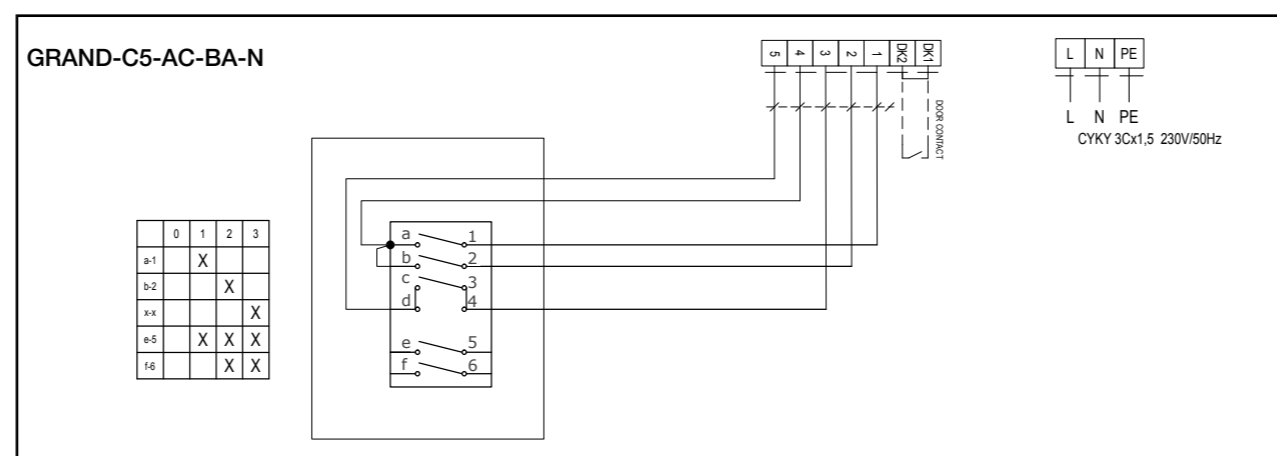 GRAND-C5-AC-BA-N
5 4 3 2 1 DK2 DK1
DOOR CONTACT
L N PE
L N PE
CYKY 3Cx1,5 230V/50Hz
0 1 2 3
a-1 X
b-2 X
x-x X
e-5 X X X
f-6 X X
a 1
b 2
c 3
d 4
e 5
f 6